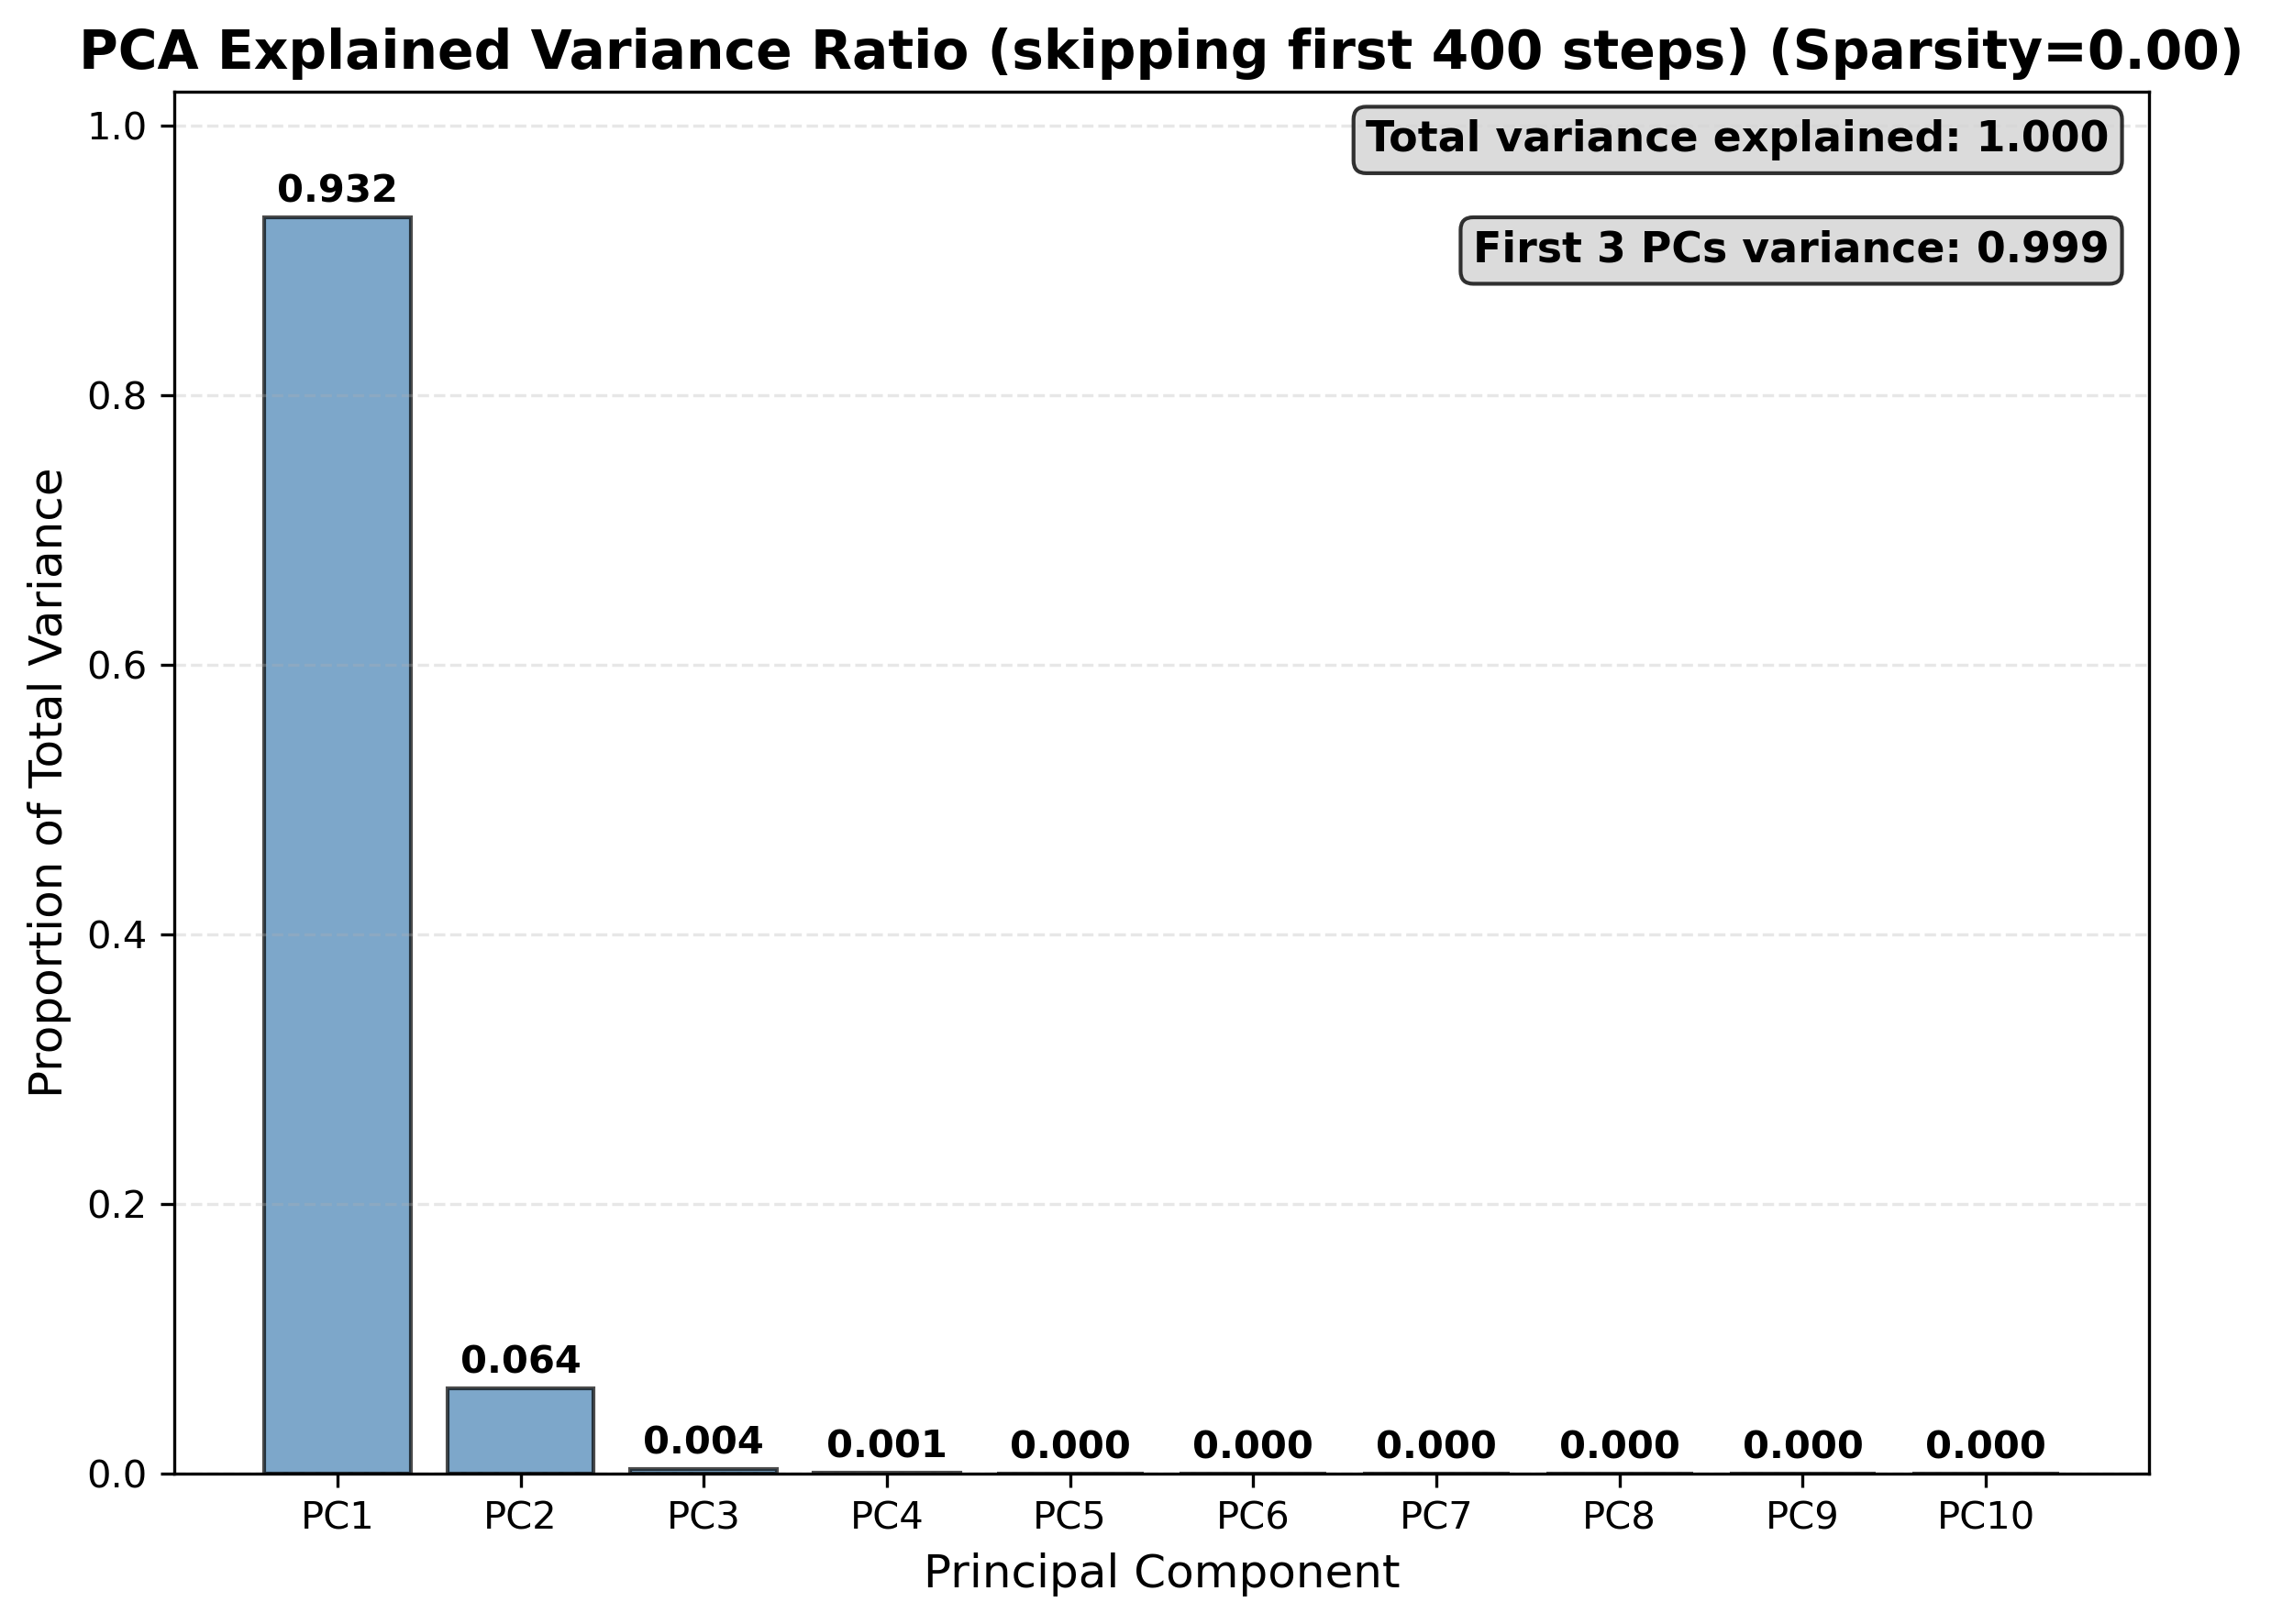 PCA Explained Variance Ratio (skipping first 400 steps) (Sparsity=0.00)
Total variance explained: 1.000
First 3 PCs variance: 0.999
Proportion of Total Variance
1.0
0.8
0.6
0.4
0.2
0.0
0.932
0.064
0.004
0.001
0.000
0.000
0.000
0.000
0.000
0.000
PC1 PC2 PC3 PC4 PC5 PC6 PC7 PC8 PC9 PC10
Principal Component